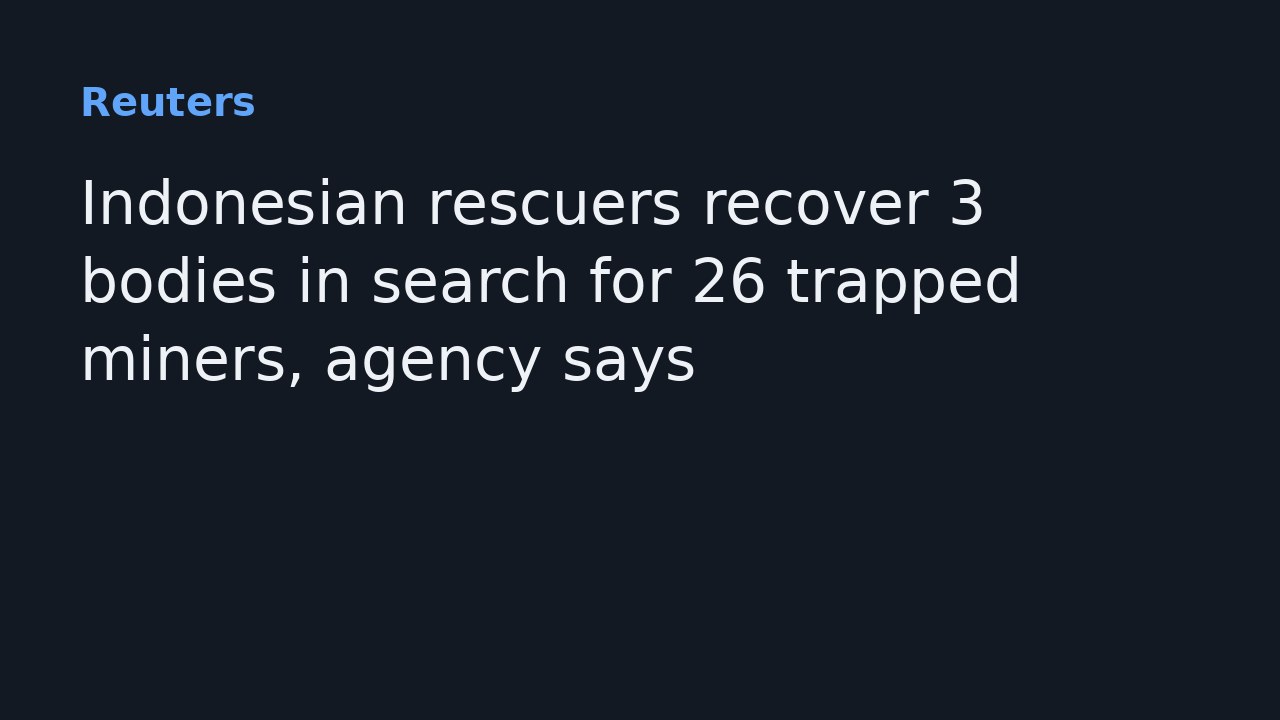 Reuters
Indonesian rescuers recover 3
bodies in search for 26 trapped
miners, agency says